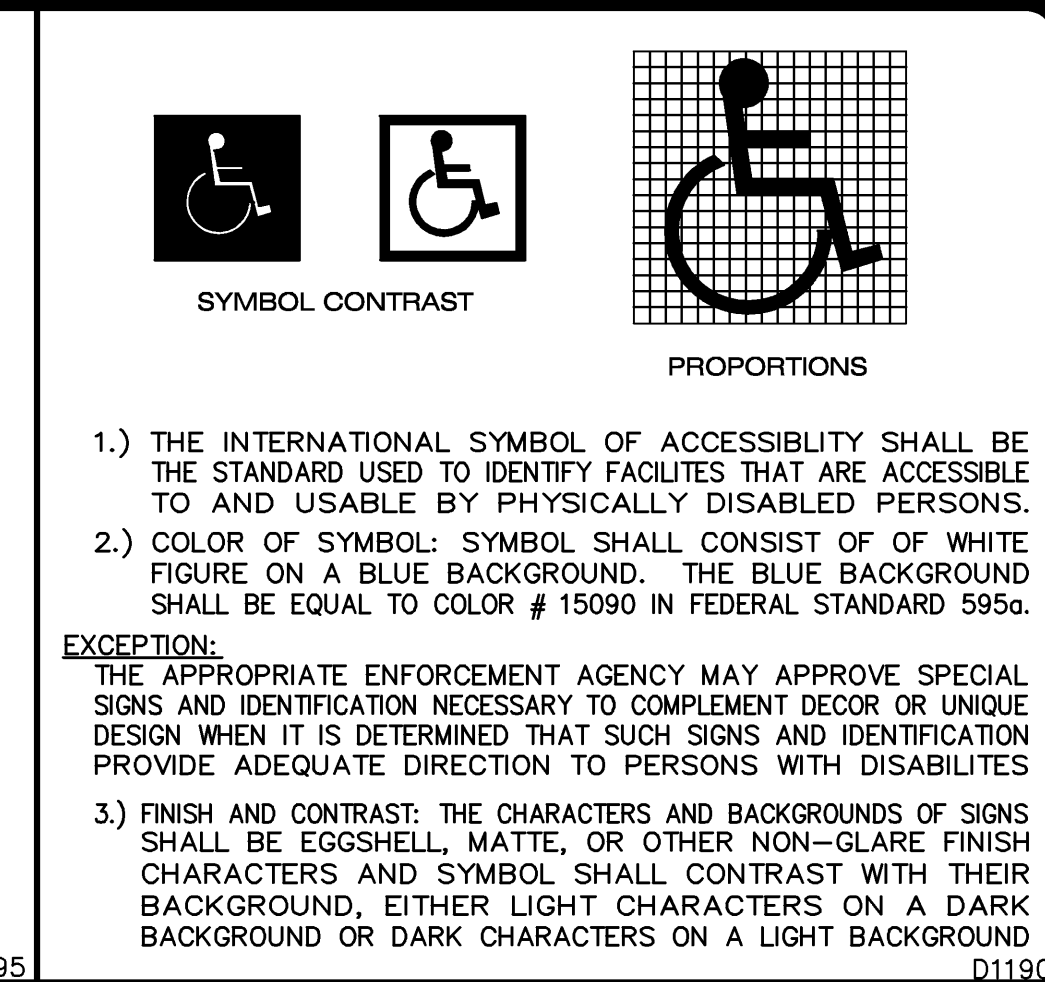 SYMBOL CONTRAST
PROPORTIONS
1.) THE INTERNATIONAL SYMBOL OF ACCESSIBLITY SHALL BE
THE STANDARD USED TO IDENTIFY FACILITES THAT ARE ACCESSIBLE
TO AND USABLE BY PHYSICALLY DISABLED PERSONS.
2.) COLOR OF SYMBOL: SYMBOL SHALL CONSIST OF OF WHITE
FIGURE ON A BLUE BACKGROUND. THE BLUE BACKGROUND
SHALL BE EQUAL TO COLOR # 15090 IN FEDERAL STANDARD 595a.
EXCEPTION:
THE APPROPRIATE ENFORCEMENT AGENCY MAY APPROVE SPECIAL
SIGNS AND IDENTIFICATION NECESSARY TO COMPLEMENT DECOR OR UNIQUE
DESIGN WHEN IT IS DETERMINED THAT SUCH SIGNS AND IDENTIFICATION
PROVIDE ADEQUATE DIRECTION TO PERSONS WITH DISABILITES
3.) FINISH AND CONTRAST: THE CHARACTERS AND BACKGROUNDS OF SIGNS
SHALL BE EGGSHELL, MATTE, OR OTHER NON-GLARE FINISH
CHARACTERS AND SYMBOL SHALL CONTRAST WITH THEIR
BACKGROUND, EITHER LIGHT CHARACTERS ON A DARK
BACKGROUND OR DARK CHARACTERS ON A LIGHT BACKGROUND
95
D1190